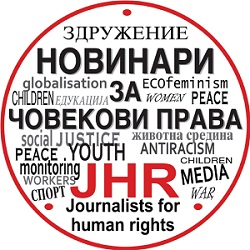 ЗДРУЖЕНИЕ
НОВИНАРИ
globalisation ЗА ECOfeminism
CHILDREN ЕДУКАЦИЈА WOMEN PEACE
ЧОВЕКОВИ ПРАВА
social JUSTICE животна средина
PEACE .YOUTH ANTIRACISM
monitoring CHILDREN
WORKERS JHR MEDIA
СПОРТ WAR
Journalists for
human rights